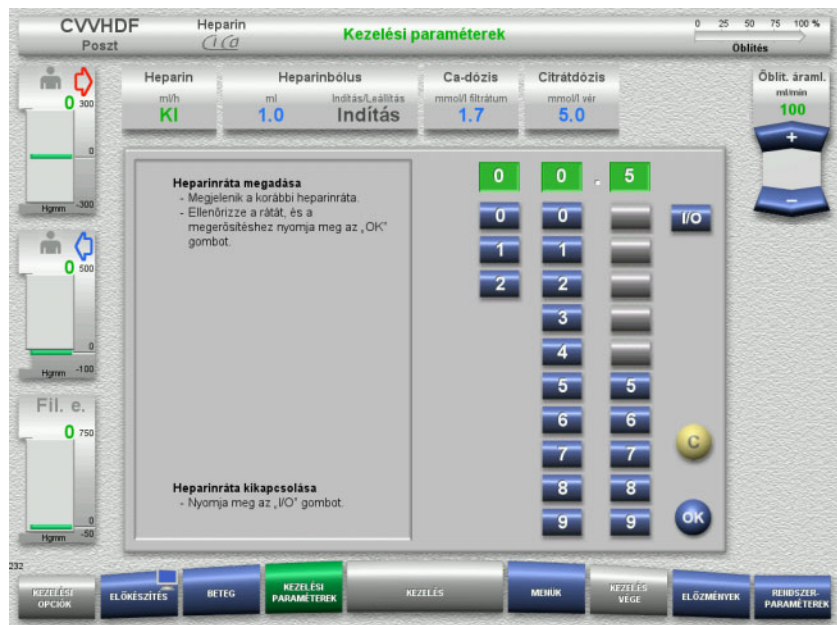 CVVHDF
Poszt
Heparin
CiCa
Kezelési paraméterek
0 25 50 75 100 %
Öblítés
Heparin
ml/h
KI
Heparinbólus
ml Indítás/Leállítás
1.0 Indítás
Ca-dózis
mmol/l filtrátum
1.7
Citrátdózis
mmol/l vér
5.0
Öblít. áraml.
ml/min
100
+
−
0 300
0
Hgmm -300
0 500
0
Hgmm -100
Fil. e.
0 750
0
Hgmm -50
Heparinráta megadása
- Megjelenik a korábbi heparinráta.
- Ellenőrizze a rátát, és a
megerősítéshez nyomja meg az „OK"
gombot.
Heparinráta kikapcsolása
- Nyomja meg az „I/O" gombot.
0 0 . 5
0 0 I/O
1 1
2 2
3
4
5 5
6 6
7 7
C
8 8
9 9
OK
232
KEZELÉSI
OPCIÓK
ELŐKÉSZÍTÉS
BETEG
KEZELÉSI
PARAMÉTEREK
KEZELÉS
MENÜK
KEZELÉS
VÉGE
ELŐZMÉNYEK
RENDSZER-
PARAMÉTEREK